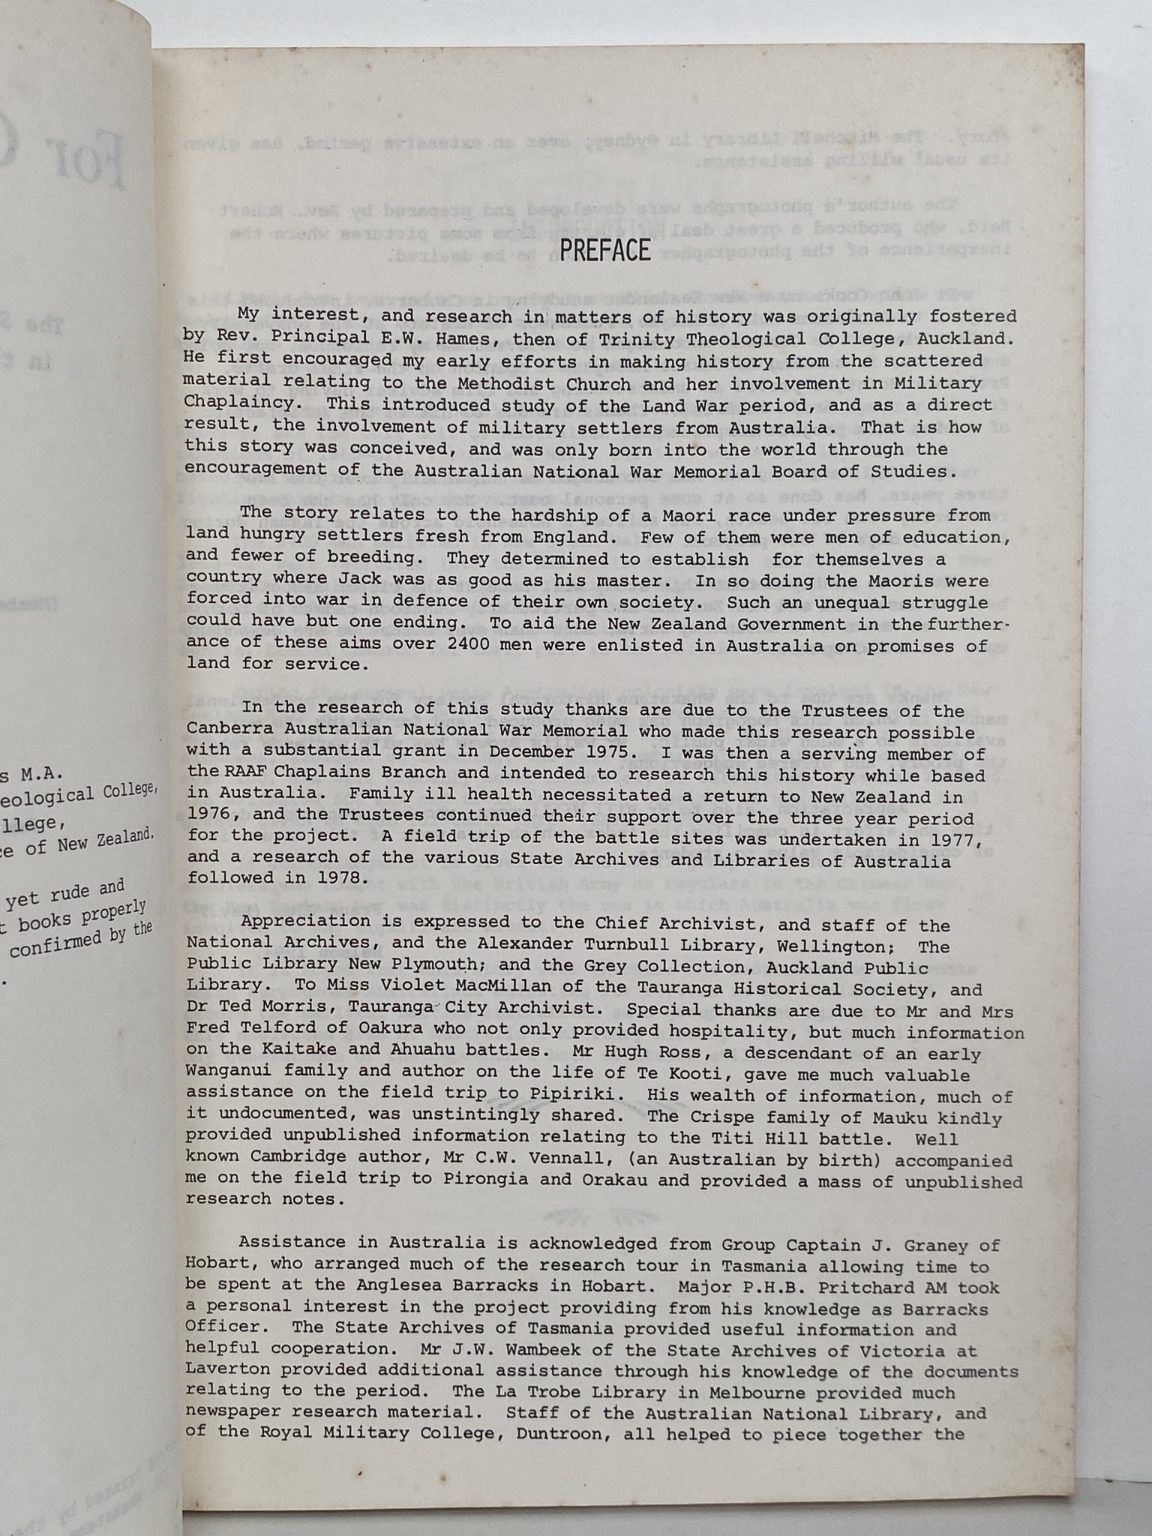 s M.A.
eological College,
llege,
ce of New Zealand.
yet rude and
t books properly
confirmed by the
.
PREFACE
My interest, and research in matters of history was originally fostered
by Rev. Principal E.W. Hames, then of Trinity Theological College, Auckland.
He first encouraged my early efforts in making history from the scattered
material relating to the Methodist Church and her involvement in Military
Chaplaincy.  This introduced study of the Land War period, and as a direct
result, the involvement of military settlers from Australia.  That is how
this story was conceived, and was only born into the world through the
encouragement of the Australian National War Memorial Board of Studies.
The story relates to the hardship of a Maori race under pressure from
land hungry settlers fresh from England.  Few of them were men of education,
and fewer of breeding.  They determined to establish  for themselves a
country where Jack was as good as his master.  In so doing the Maoris were
forced into war in defence of their own society.  Such an unequal struggle
could have but one ending.  To aid the New Zealand Government in the further-
ance of these aims over 2400 men were enlisted in Australia on promises of
land for service.
In the research of this study thanks are due to the Trustees of the
Canberra Australian National War Memorial who made this research possible
with a substantial grant in December 1975.  I was then a serving member of
the RAAF Chaplains Branch and intended to research this history while based
in Australia.  Family ill health necessitated a return to New Zealand in
1976, and the Trustees continued their support over the three year period
for the project.  A field trip of the battle sites was undertaken in 1977,
and a research of the various State Archives and Libraries of Australia
followed in 1978.
Appreciation is expressed to the Chief Archivist, and staff of the
National Archives, and the Alexander Turnbull Library, Wellington;  The
Public Library New Plymouth; and the Grey Collection, Auckland Public
Library.  To Miss Violet MacMillan of the Tauranga Historical Society, and
Dr Ted Morris, Tauranga City Archivist.  Special thanks are due to Mr and Mrs
Fred Telford of Oakura who not only provided hospitality, but much information
on the Kaitake and Ahuahu battles.  Mr Hugh Ross, a descendant of an early
Wanganui family and author on the life of Te Kooti, gave me much valuable
assistance on the field trip to Pipiriki.  His wealth of information, much of
it undocumented, was unstintingly shared.  The Crispe family of Mauku kindly
provided unpublished information relating to the Titi Hill battle.  Well
known Cambridge author, Mr C.W. Vennall, (an Australian by birth) accompanied
me on the field trip to Pirongia and Orakau and provided a mass of unpublished
research notes.
Assistance in Australia is acknowledged from Group Captain J. Graney of
Hobart, who arranged much of the research tour in Tasmania allowing time to
be spent at the Anglesea Barracks in Hobart.  Major P.H.B. Pritchard AM took
a personal interest in the project providing from his knowledge as Barracks
Officer.  The State Archives of Tasmania provided useful information and
helpful cooperation.  Mr J.W. Wambeek of the State Archives of Victoria at
Laverton provided additional assistance through his knowledge of the documents
relating to the period.  The La Trobe Library in Melbourne provided much
newspaper research material.  Staff of the Australian National Library, and
of the Royal Military College, Duntroon, all helped to piece together the